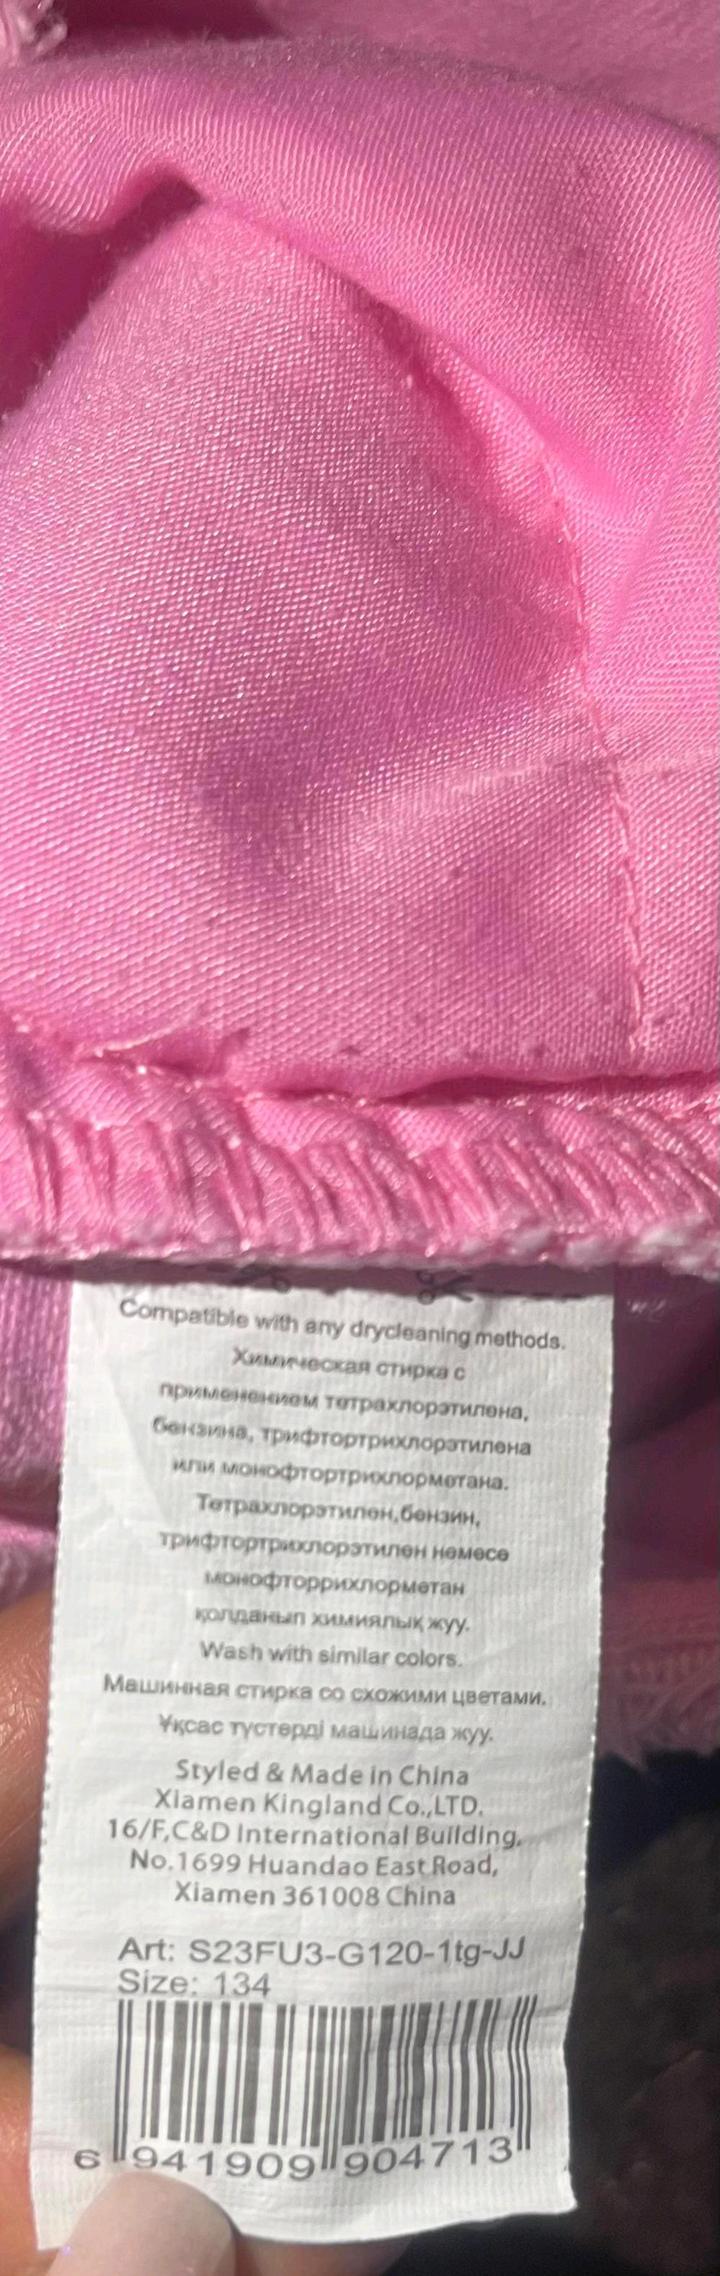 Compatible with any drycleaning methods.
Химическая стирка с
применением тетрахлорэтилена,
бензина, трифтортрихлорэтилена
или монофтортрихлорметана.
Тетрахлорэтилен,бензин,
трифтортрихлорэтилен немесе
монофторрихлорметан
қолданып химиялық жуу.
Wash with similar colors.
Машинная стирка со схожими цветами.
Ұқсас түстерді машинада жуу.
Styled & Made in China
Xiamen Kingland Co.,LTD.
16/F,C&D International Building,
No.1699 Huandao East Road,
Xiamen 361008 China
Art: S23FU3-G120-1tg-JJ
Size: 134
6 941909 904713